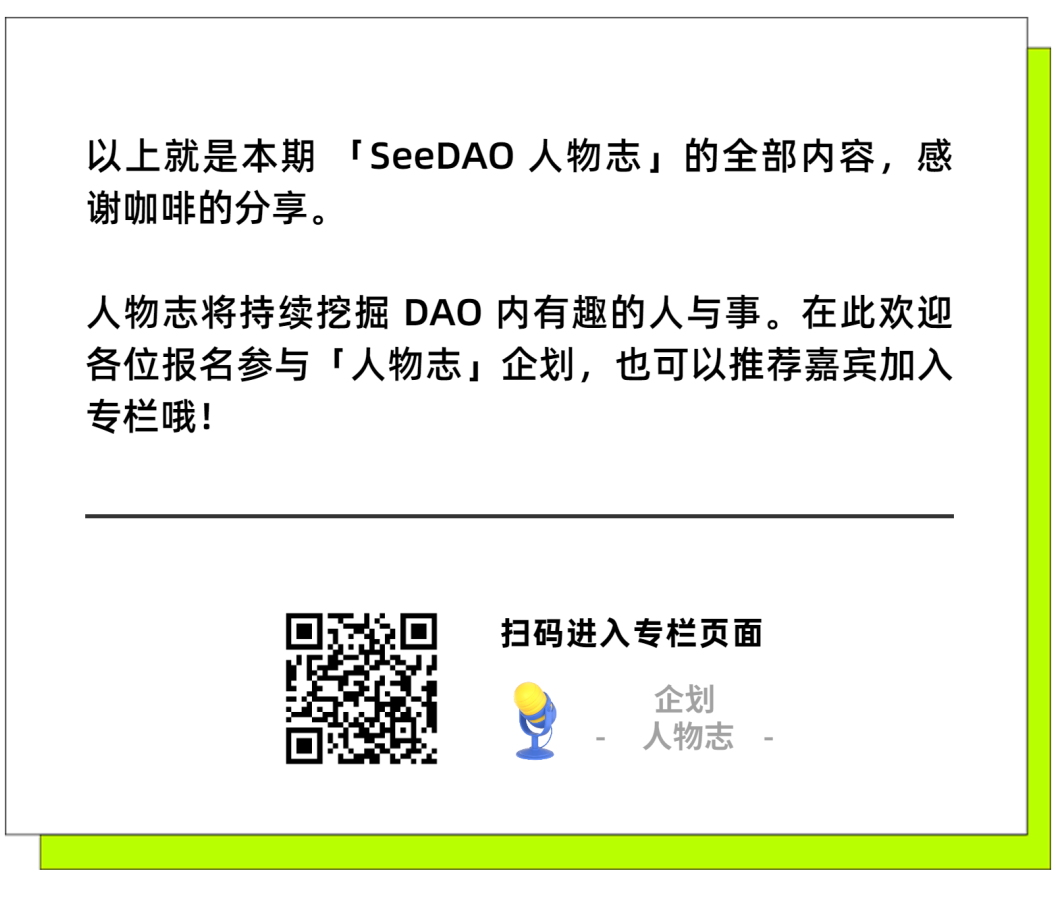 以上就是本期 「SeeDAO 人物志」的全部内容，感
谢咖啡的分享。
人物志将持续挖掘 DAO 内有趣的人与事。在此欢迎
各位报名参与「人物志」企划，也可以推荐嘉宾加入
专栏哦!
扫码进入专栏页面
企划
- 人物志 -